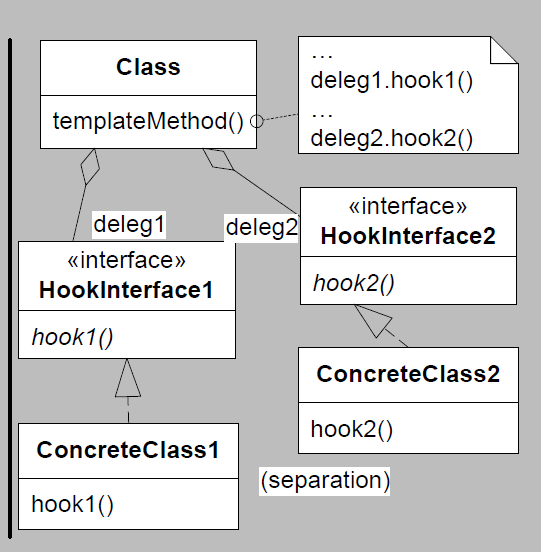 Class
templateMethod()
...
deleg1.hook1()
...
deleg2.hook2()
deleg1
deleg2
«interface»
HookInterface1
hook1()
«interface»
HookInterface2
hook2()
ConcreteClass1
hook1()
ConcreteClass2
hook2()
(separation)